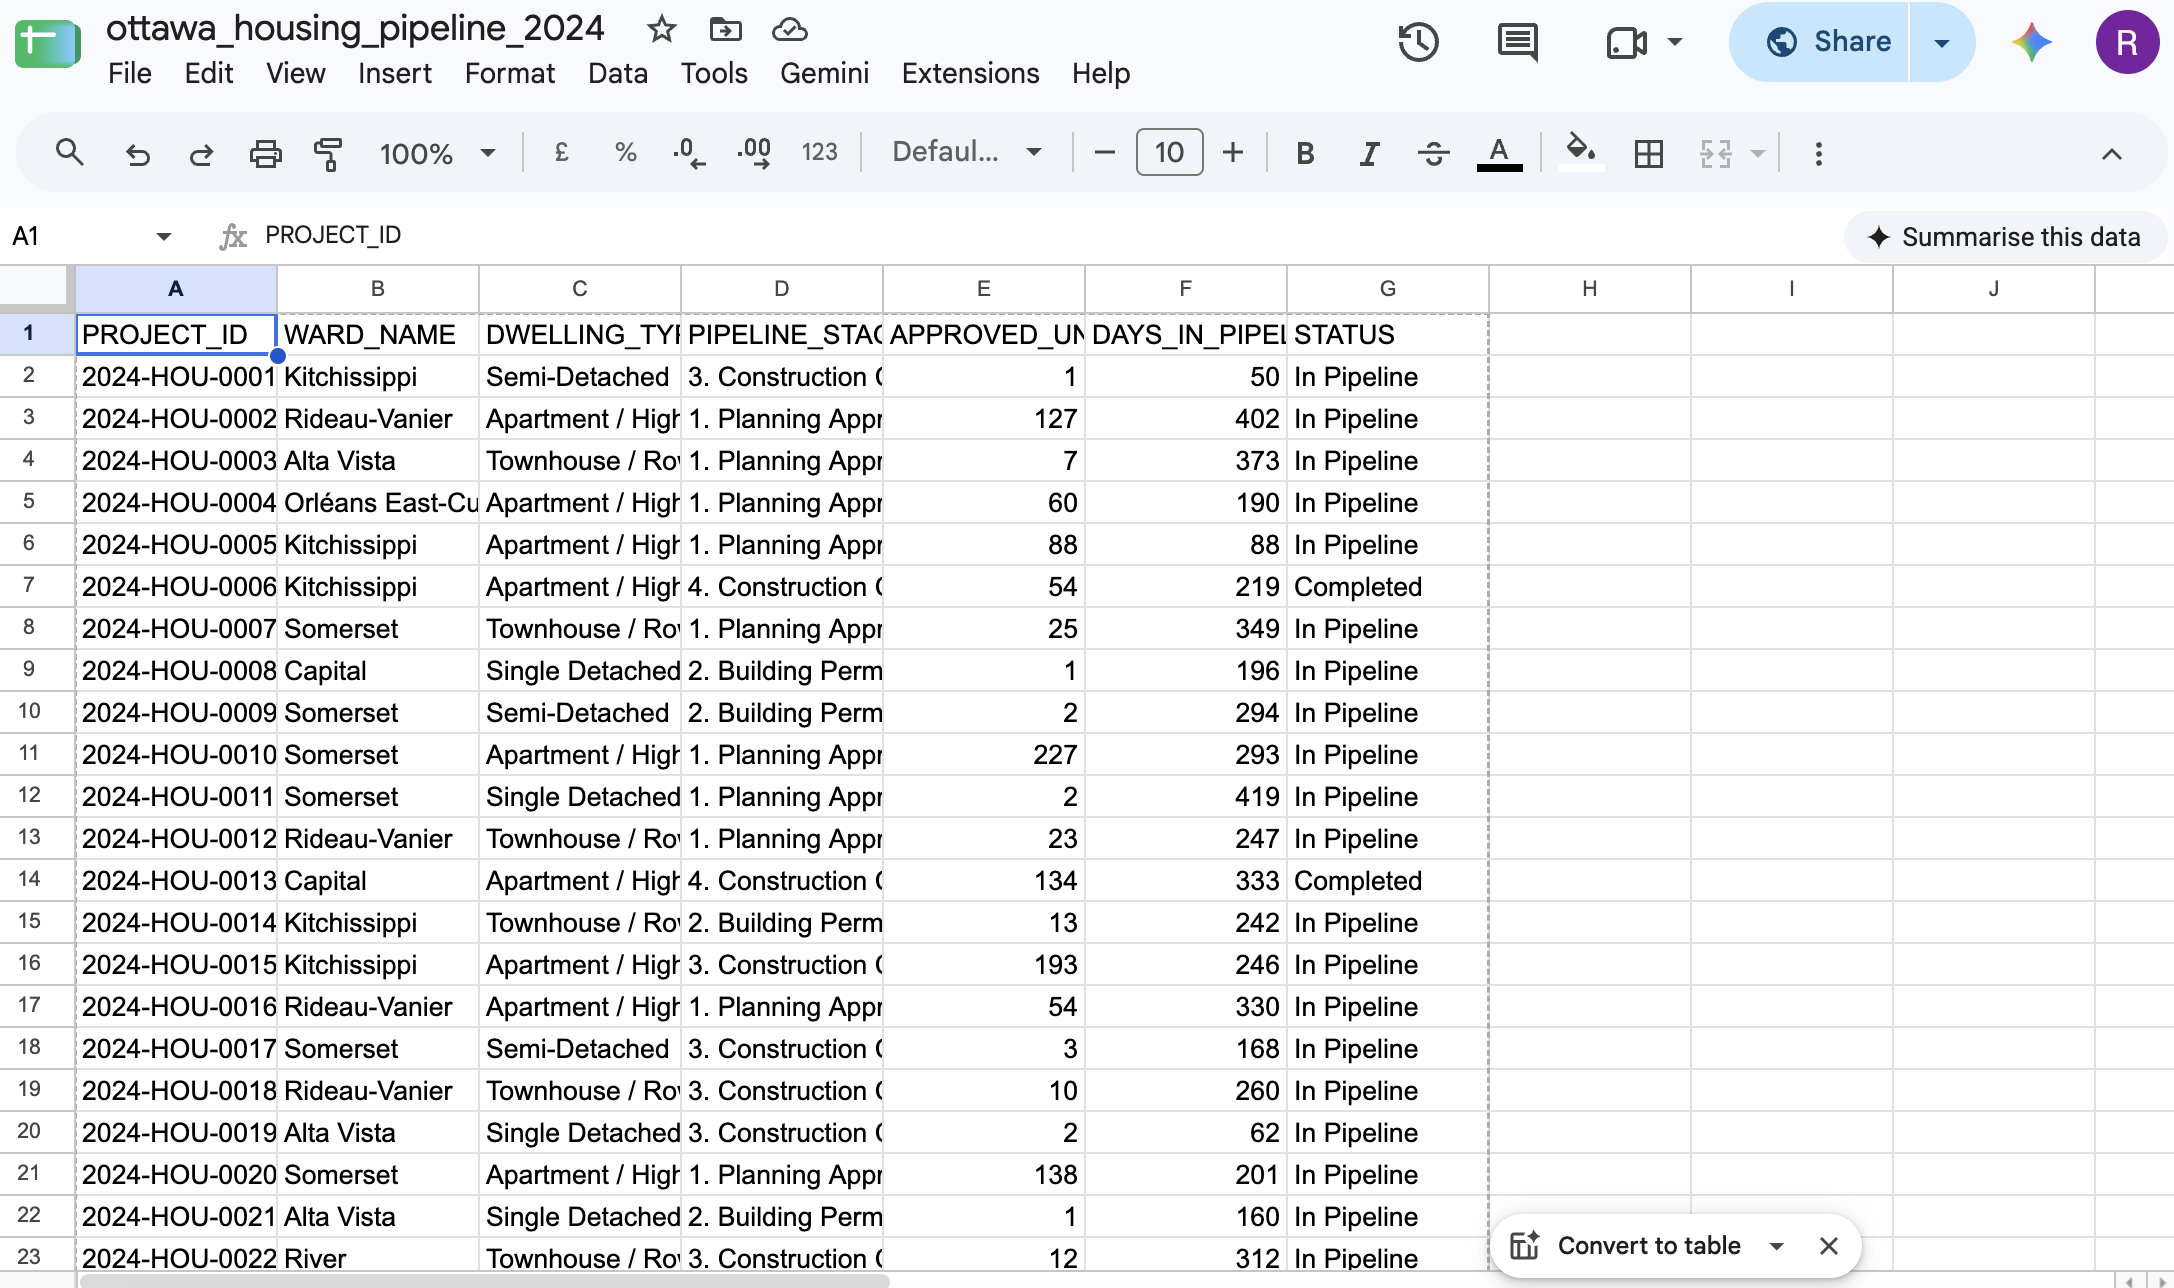 ottawa_housing_pipeline_2024
File Edit View Insert Format Data Tools Gemini Extensions Help
Share
R
100% £ % .0 .00 123 Defaul... 10 B I S A
A1 fx PROJECT_ID
Summarise this data
A B C D E F G H I J
1 PROJECT_ID WARD_NAME DWELLING_TYP PIPELINE_STAG APPROVED_UN DAYS_IN_PIPEL STATUS
2 2024-HOU-0001 Kitchissippi Semi-Detached 3. Construction 1 50 In Pipeline
3 2024-HOU-0002 Rideau-Vanier Apartment / High 1. Planning Appr 127 402 In Pipeline
4 2024-HOU-0003 Alta Vista Townhouse / Row 1. Planning Appr 7 373 In Pipeline
5 2024-HOU-0004 Orléans East-Cu Apartment / High 1. Planning Appr 60 190 In Pipeline
6 2024-HOU-0005 Kitchissippi Apartment / High 1. Planning Appr 88 88 In Pipeline
7 2024-HOU-0006 Kitchissippi Apartment / High 4. Construction 54 219 Completed
8 2024-HOU-0007 Somerset Townhouse / Row 1. Planning Appr 25 349 In Pipeline
9 2024-HOU-0008 Capital Single Detached 2. Building Perm 1 196 In Pipeline
10 2024-HOU-0009 Somerset Semi-Detached 2. Building Perm 2 294 In Pipeline
11 2024-HOU-0010 Somerset Apartment / High 1. Planning Appr 227 293 In Pipeline
12 2024-HOU-0011 Somerset Single Detached 1. Planning Appr 2 419 In Pipeline
13 2024-HOU-0012 Rideau-Vanier Townhouse / Row 1. Planning Appr 23 247 In Pipeline
14 2024-HOU-0013 Capital Apartment / High 4. Construction 134 333 Completed
15 2024-HOU-0014 Kitchissippi Townhouse / Row 2. Building Perm 13 242 In Pipeline
16 2024-HOU-0015 Kitchissippi Apartment / High 3. Construction 193 246 In Pipeline
17 2024-HOU-0016 Rideau-Vanier Apartment / High 1. Planning Appr 54 330 In Pipeline
18 2024-HOU-0017 Somerset Semi-Detached 3. Construction 3 168 In Pipeline
19 2024-HOU-0018 Rideau-Vanier Townhouse / Row 3. Construction 10 260 In Pipeline
20 2024-HOU-0019 Alta Vista Single Detached 3. Construction 2 62 In Pipeline
21 2024-HOU-0020 Somerset Apartment / High 1. Planning Appr 138 201 In Pipeline
22 2024-HOU-0021 Alta Vista Single Detached 2. Building Perm 1 160 In Pipeline
23 2024-HOU-0022 River Townhouse / Row 3. Construction 12 312 In Pipeline
Convert to table